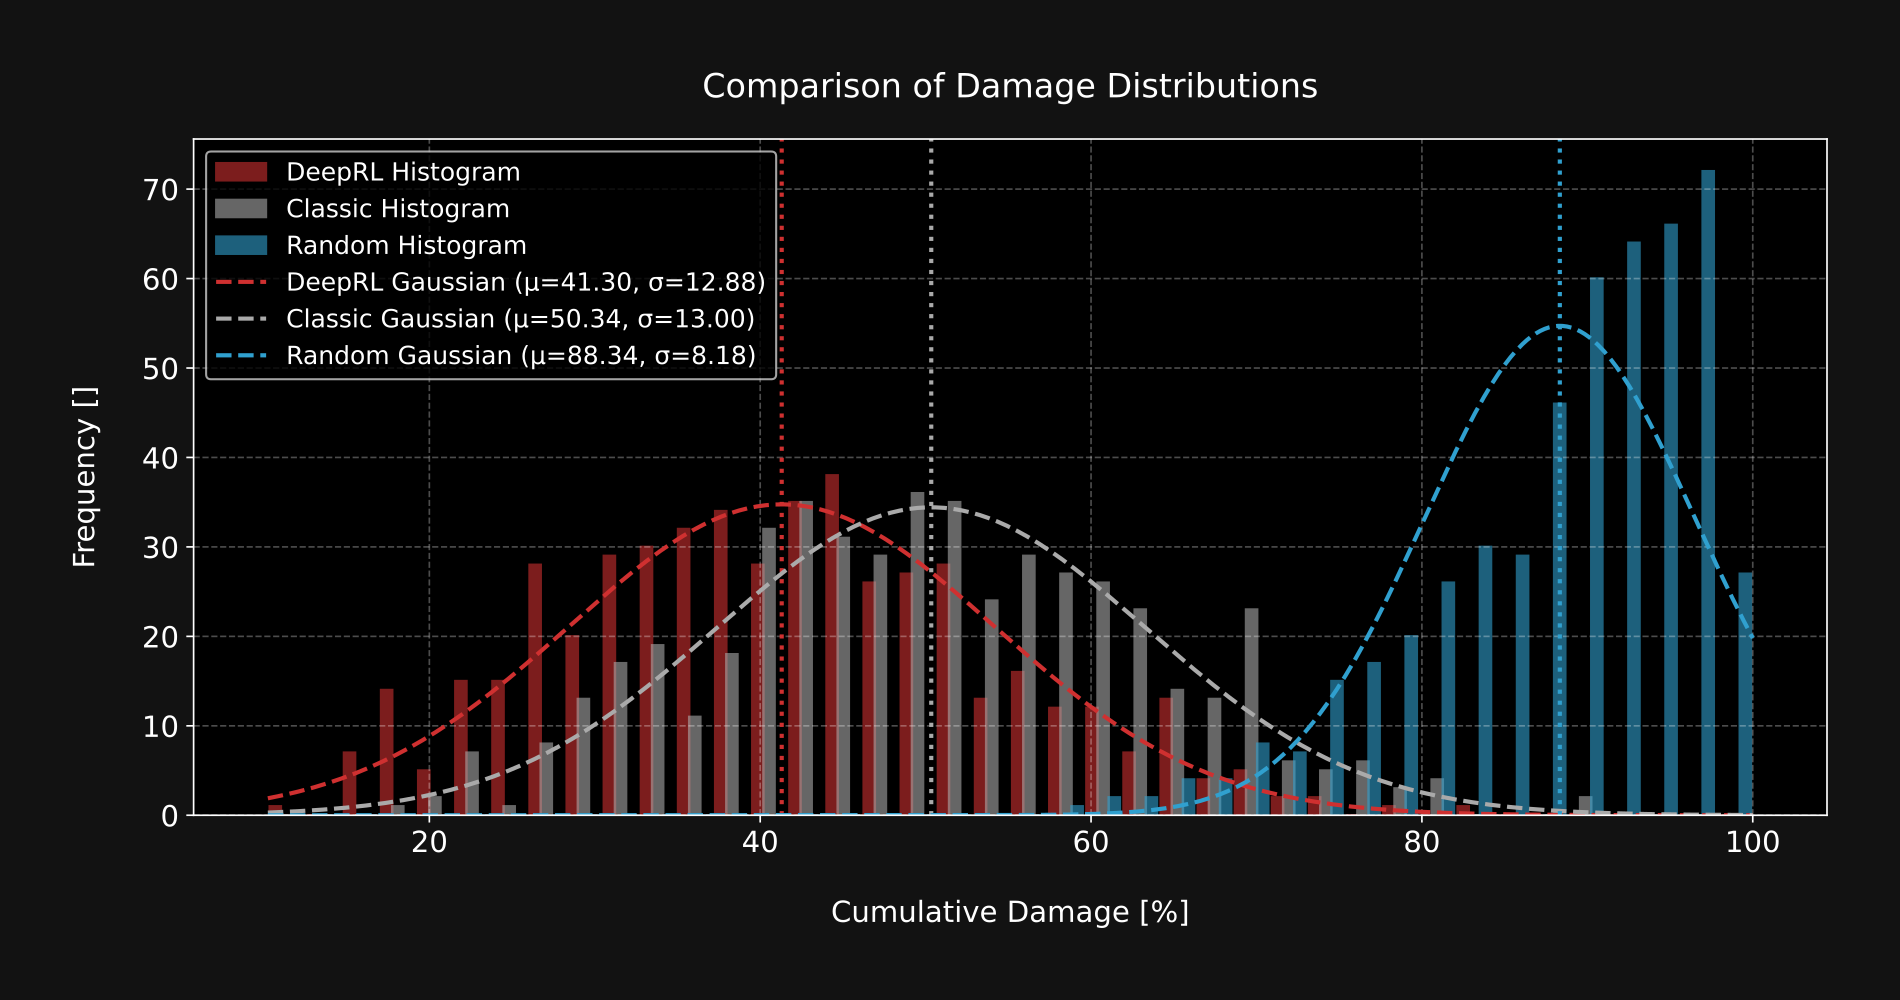 Comparison of Damage Distributions
DeepRL Histogram
Classic Histogram
Random Histogram
DeepRL Gaussian (μ=41.30, σ=12.88)
Classic Gaussian (μ=50.34, σ=13.00)
Random Gaussian (μ=88.34, σ=8.18)
Frequency []
70
60
50
40
30
20
10
0
20 40 60 80 100
Cumulative Damage [%]